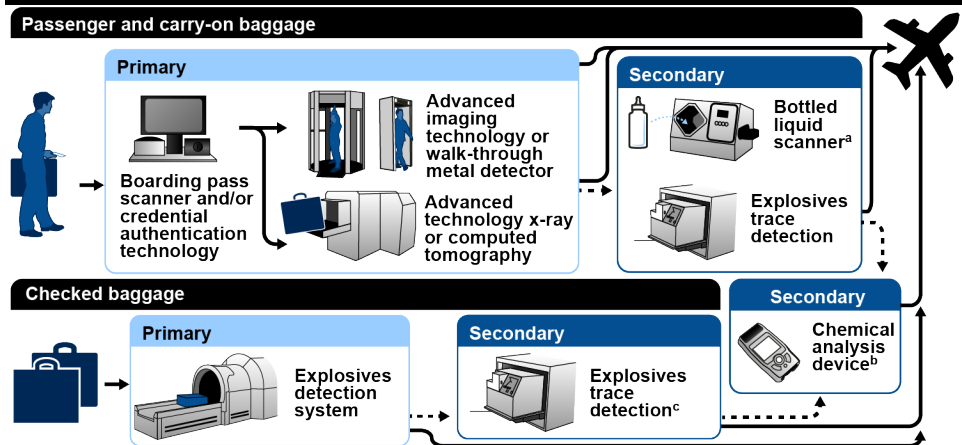 Passenger and carry-on baggage
Primary
Boarding pass
scanner and/or
credential
authentication
technology
Advanced
imaging
technology or
walk-through
metal detector
Advanced
technology x-ray
or computed
tomography
Secondary
Bottled
liquid
scannerᵃ
Explosives
trace
detection
Checked baggage
Primary
Explosives
detection
system
Secondary
Explosives
trace
detectionᶜ
Secondary
Chemical
analysis
deviceᵇ